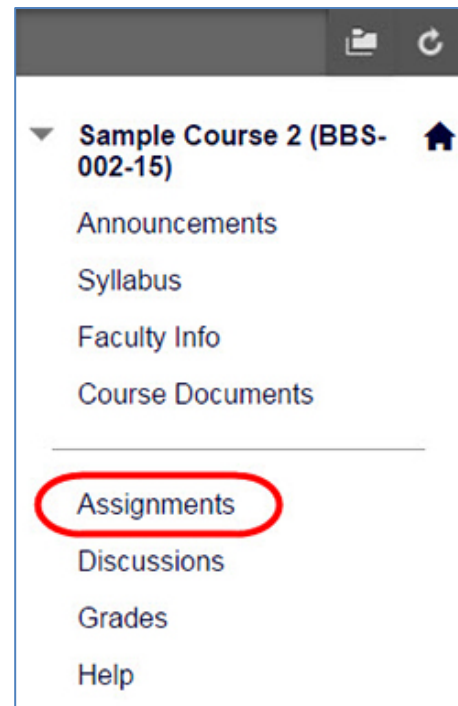 Sample Course 2 (BBS-
002-15)
Announcements
Syllabus
Faculty Info
Course Documents
Assignments
Discussions
Grades
Help